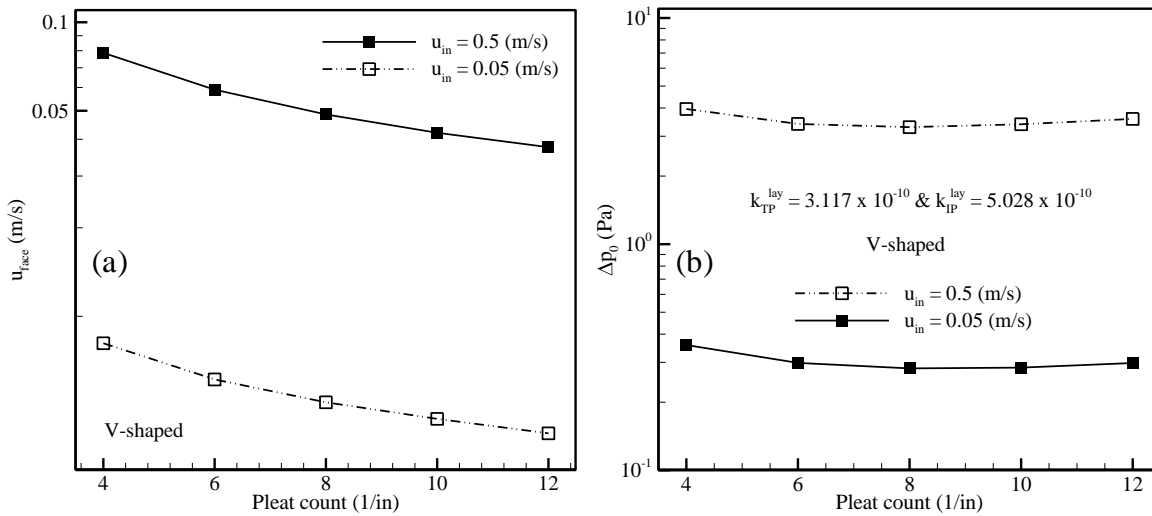 0.1
0.05
u_face (m/s)
u_in = 0.5 (m/s)
u_in = 0.05 (m/s)
(a)
V-shaped
4 6 8 10 12
Pleat count (1/in)
10^1
10^0
10^-1
Δp_0 (Pa)
k_TP^lay = 3.117 x 10^-10 & k_IP^lay = 5.028 x 10^-10
V-shaped
(b)
u_in = 0.5 (m/s)
u_in = 0.05 (m/s)
4 6 8 10 12
Pleat count (1/in)